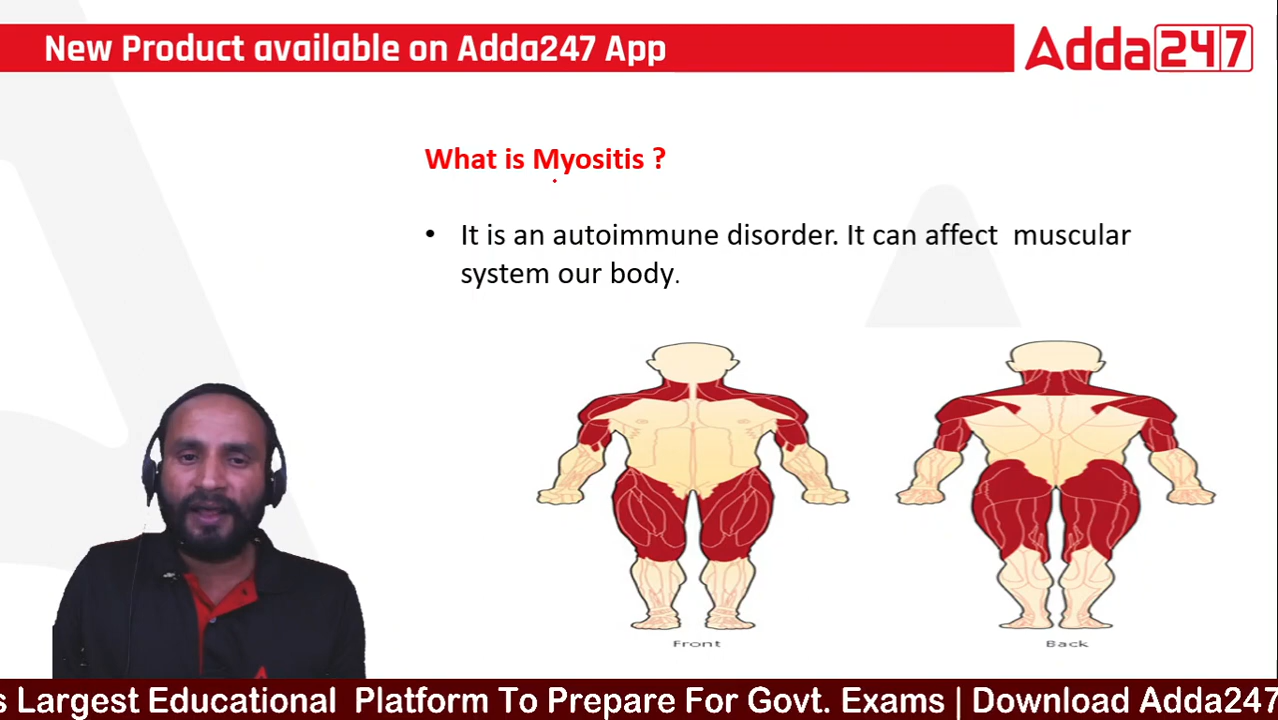 New Product available on Adda247 App
Adda247
What is Myositis ?
• It is an autoimmune disorder. It can affect  muscular
system our body.
Front
Back
s Largest Educational  Platform To Prepare For Govt. Exams | Download Adda247